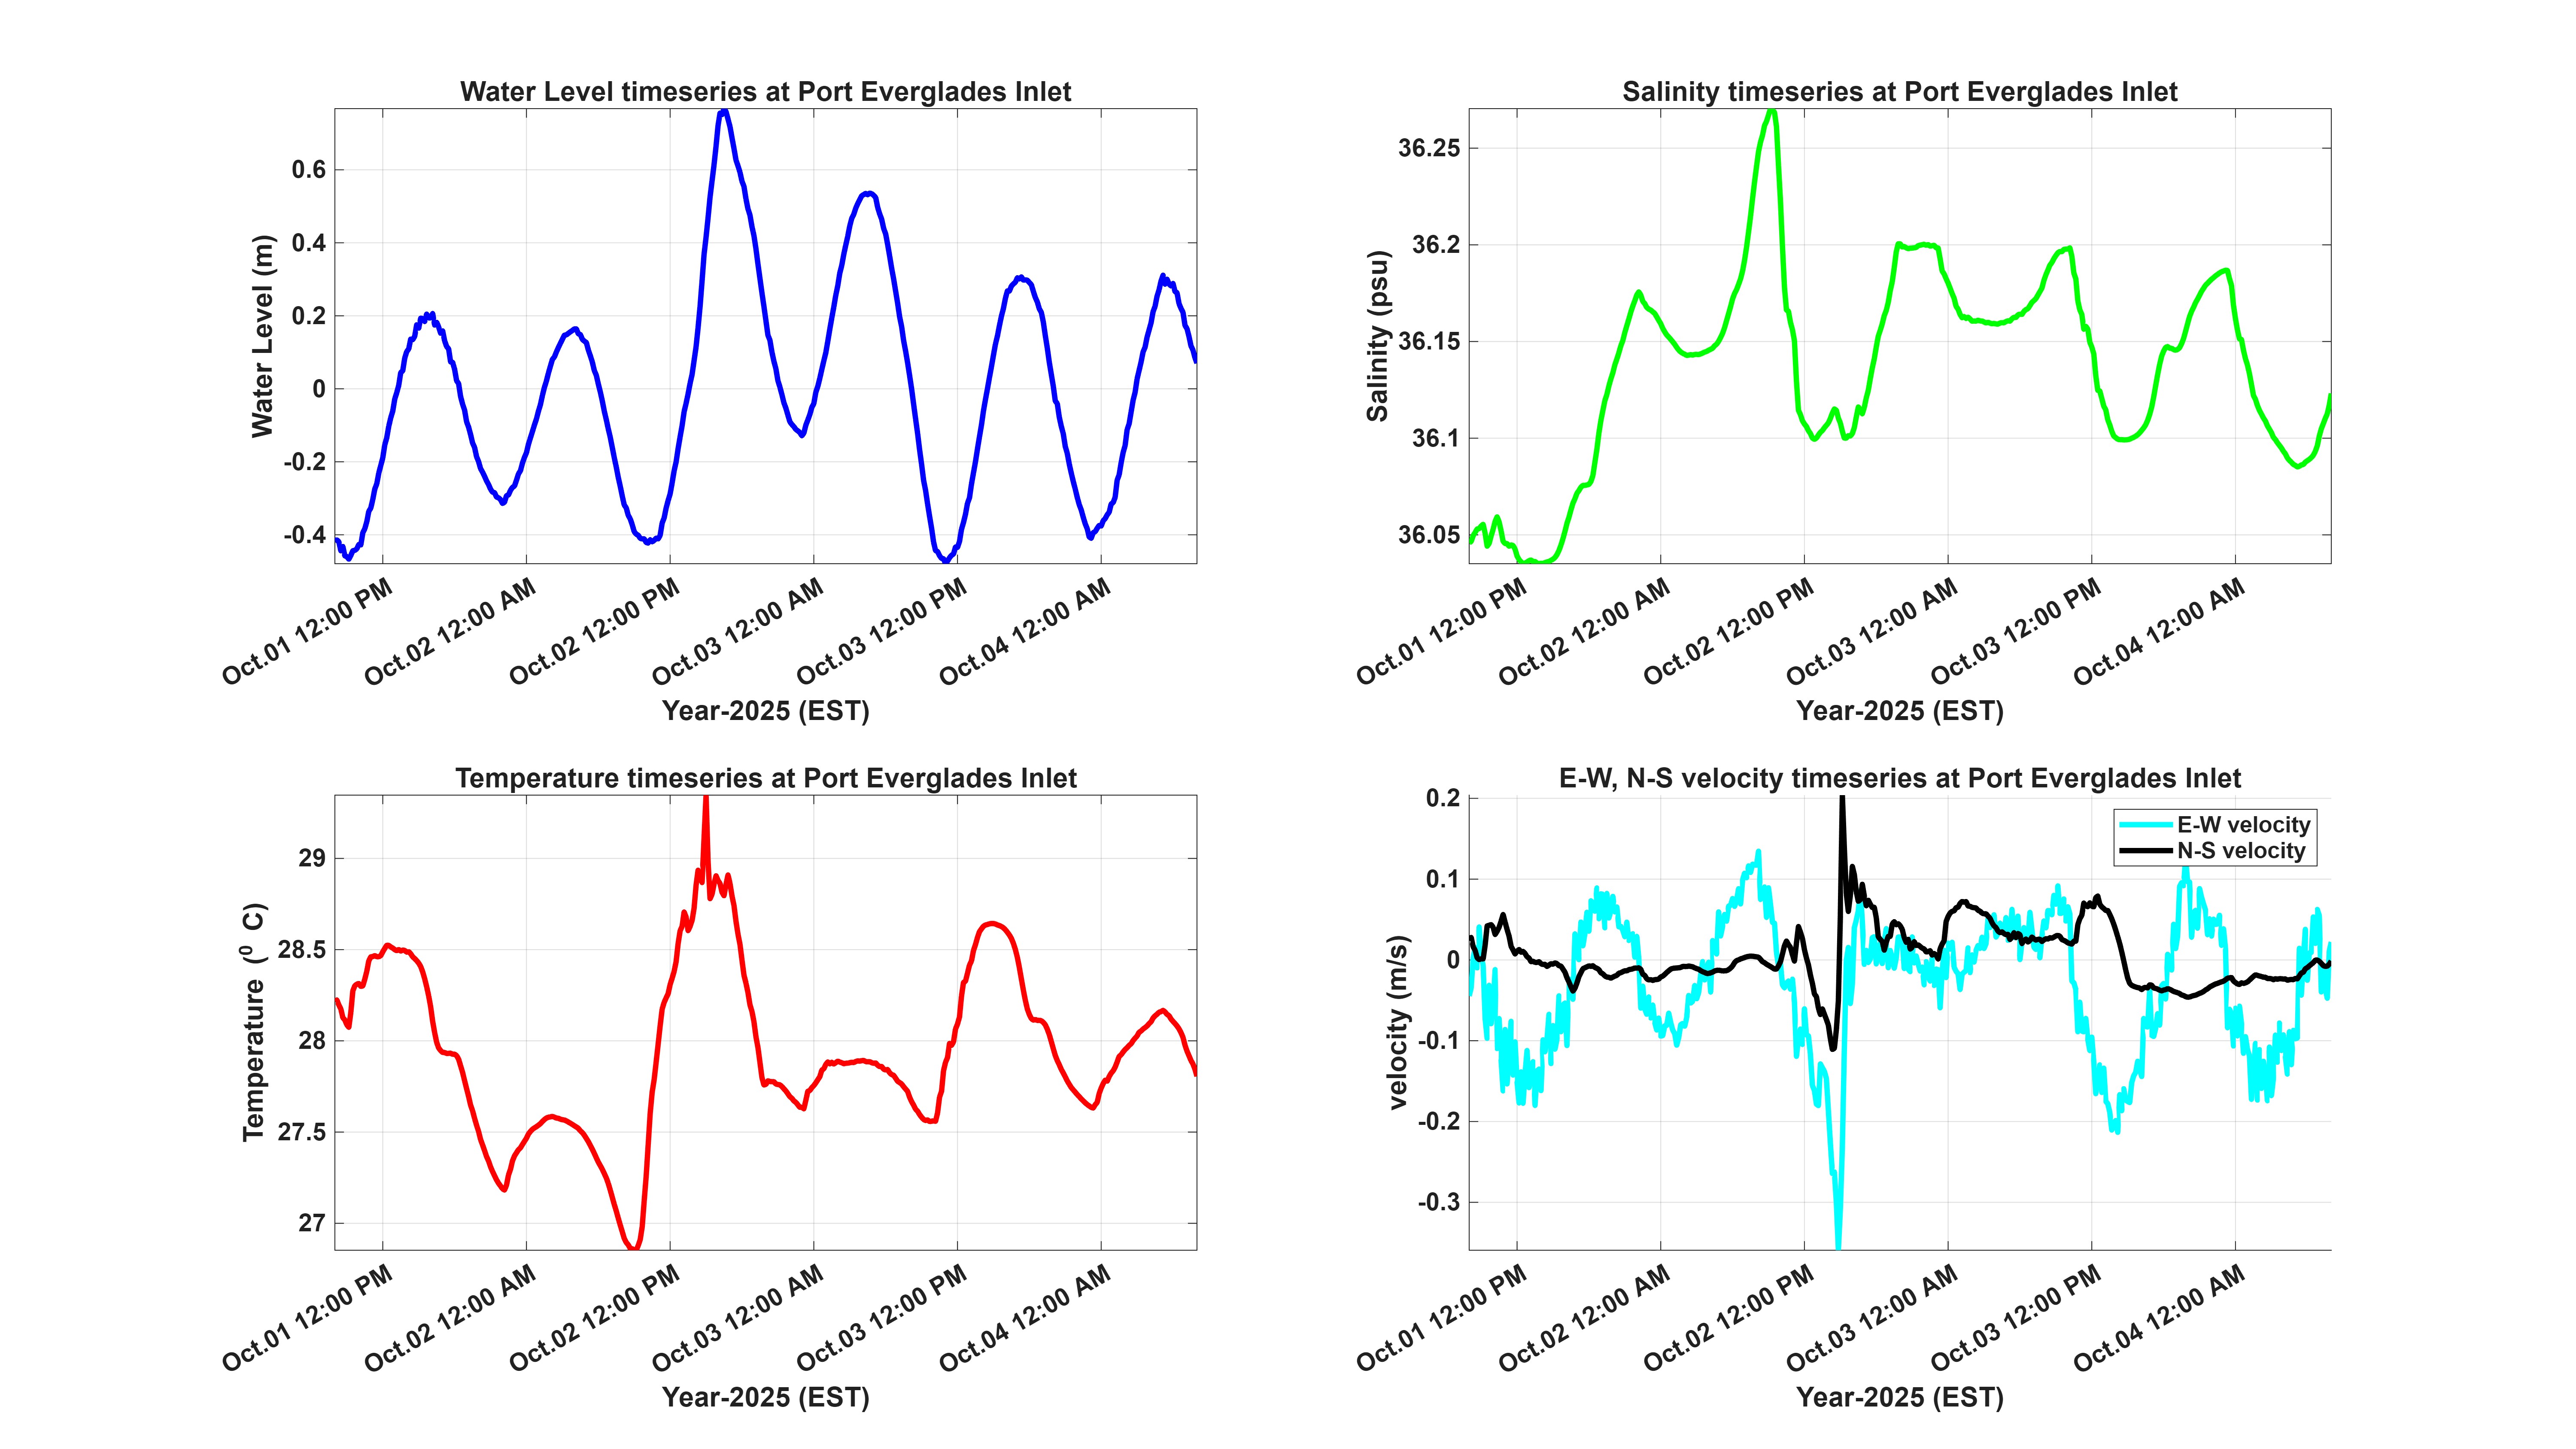 Water Level timeseries at Port Everglades Inlet
Water Level (m)
0.6
0.4
0.2
0
-0.2
-0.4
Oct.01 12:00 PM
Oct.02 12:00 AM
Oct.02 12:00 PM
Oct.03 12:00 AM
Oct.03 12:00 PM
Oct.04 12:00 AM
Year-2025 (EST)
Salinity timeseries at Port Everglades Inlet
Salinity (psu)
36.25
36.2
36.15
36.1
36.05
Oct.01 12:00 PM
Oct.02 12:00 AM
Oct.02 12:00 PM
Oct.03 12:00 AM
Oct.03 12:00 PM
Oct.04 12:00 AM
Year-2025 (EST)
Temperature timeseries at Port Everglades Inlet
Temperature (⁰ C)
29
28.5
28
27.5
27
Oct.01 12:00 PM
Oct.02 12:00 AM
Oct.02 12:00 PM
Oct.03 12:00 AM
Oct.03 12:00 PM
Oct.04 12:00 AM
Year-2025 (EST)
E-W, N-S velocity timeseries at Port Everglades Inlet
velocity (m/s)
0.2
0.1
0
-0.1
-0.2
-0.3
E-W velocity
N-S velocity
Oct.01 12:00 PM
Oct.02 12:00 AM
Oct.02 12:00 PM
Oct.03 12:00 AM
Oct.03 12:00 PM
Oct.04 12:00 AM
Year-2025 (EST)